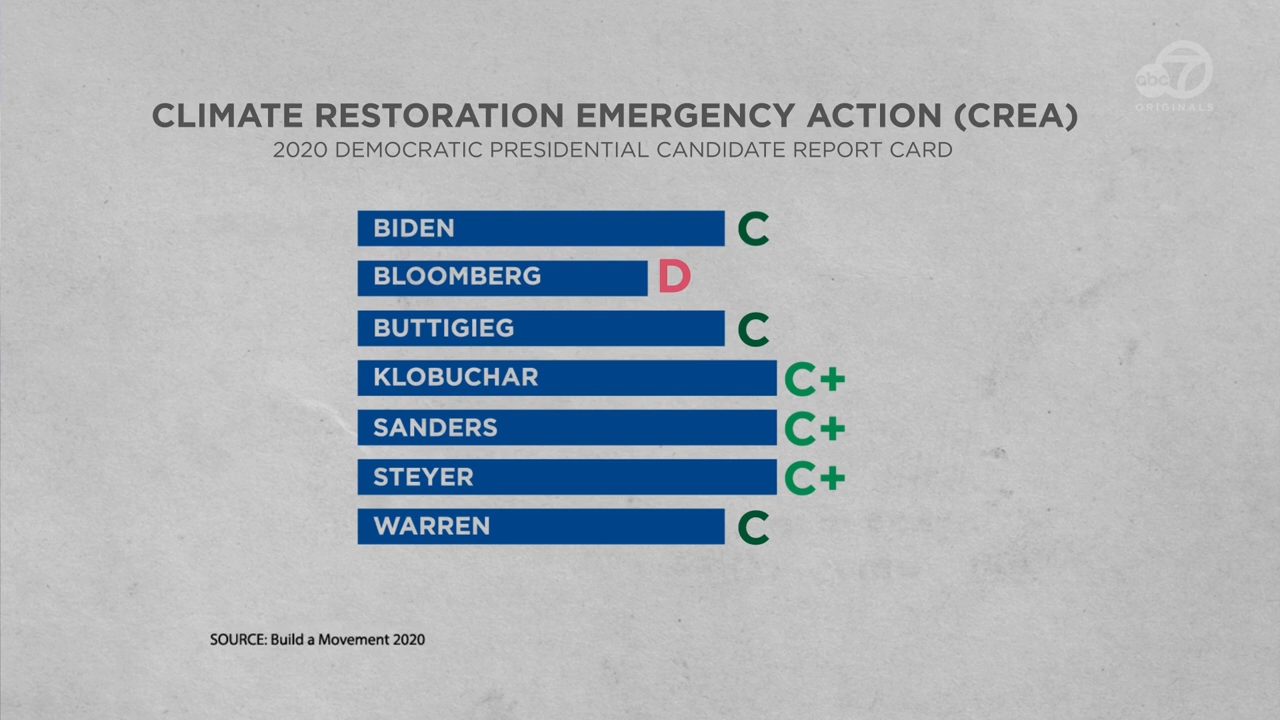 abc 7
ORIGINALS
CLIMATE RESTORATION EMERGENCY ACTION (CREA)
2020 DEMOCRATIC PRESIDENTIAL CANDIDATE REPORT CARD
BIDEN C
BLOOMBERG D
BUTTIGIEG C
KLOBUCHAR C+
SANDERS C+
STEYER C+
WARREN C
SOURCE: Build a Movement 2020